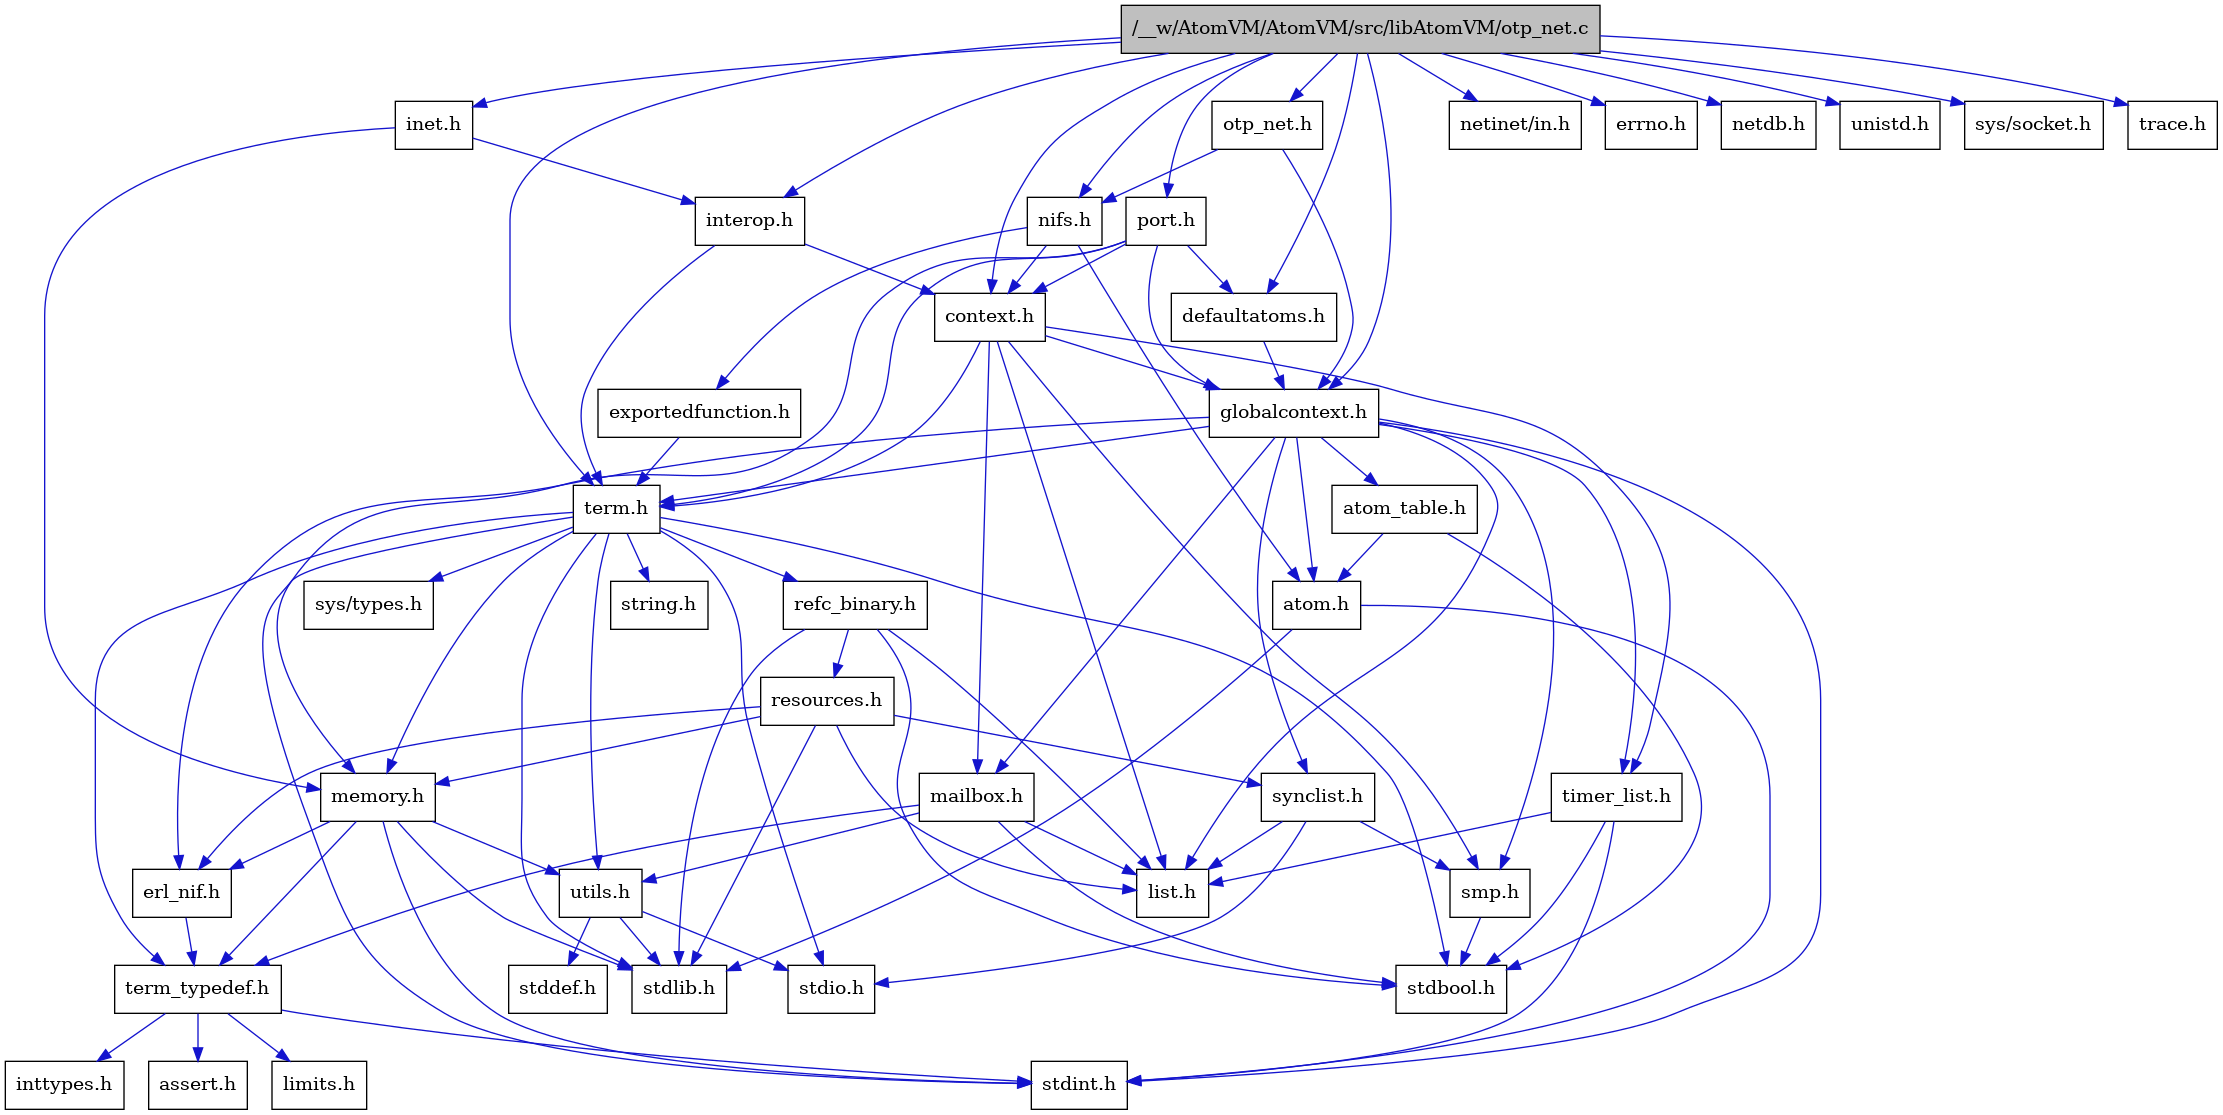 /__w/AtomVM/AtomVM/src/libAtomVM/otp_net.c
inet.h
otp_net.h
netinet/in.h
errno.h
netdb.h
unistd.h
sys/socket.h
trace.h
interop.h
nifs.h
port.h
context.h
defaultatoms.h
exportedfunction.h
globalcontext.h
term.h
atom_table.h
sys/types.h
string.h
refc_binary.h
atom.h
resources.h
memory.h
mailbox.h
synclist.h
timer_list.h
erl_nif.h
utils.h
list.h
smp.h
term_typedef.h
stddef.h
stdlib.h
stdio.h
stdbool.h
inttypes.h
assert.h
limits.h
stdint.h